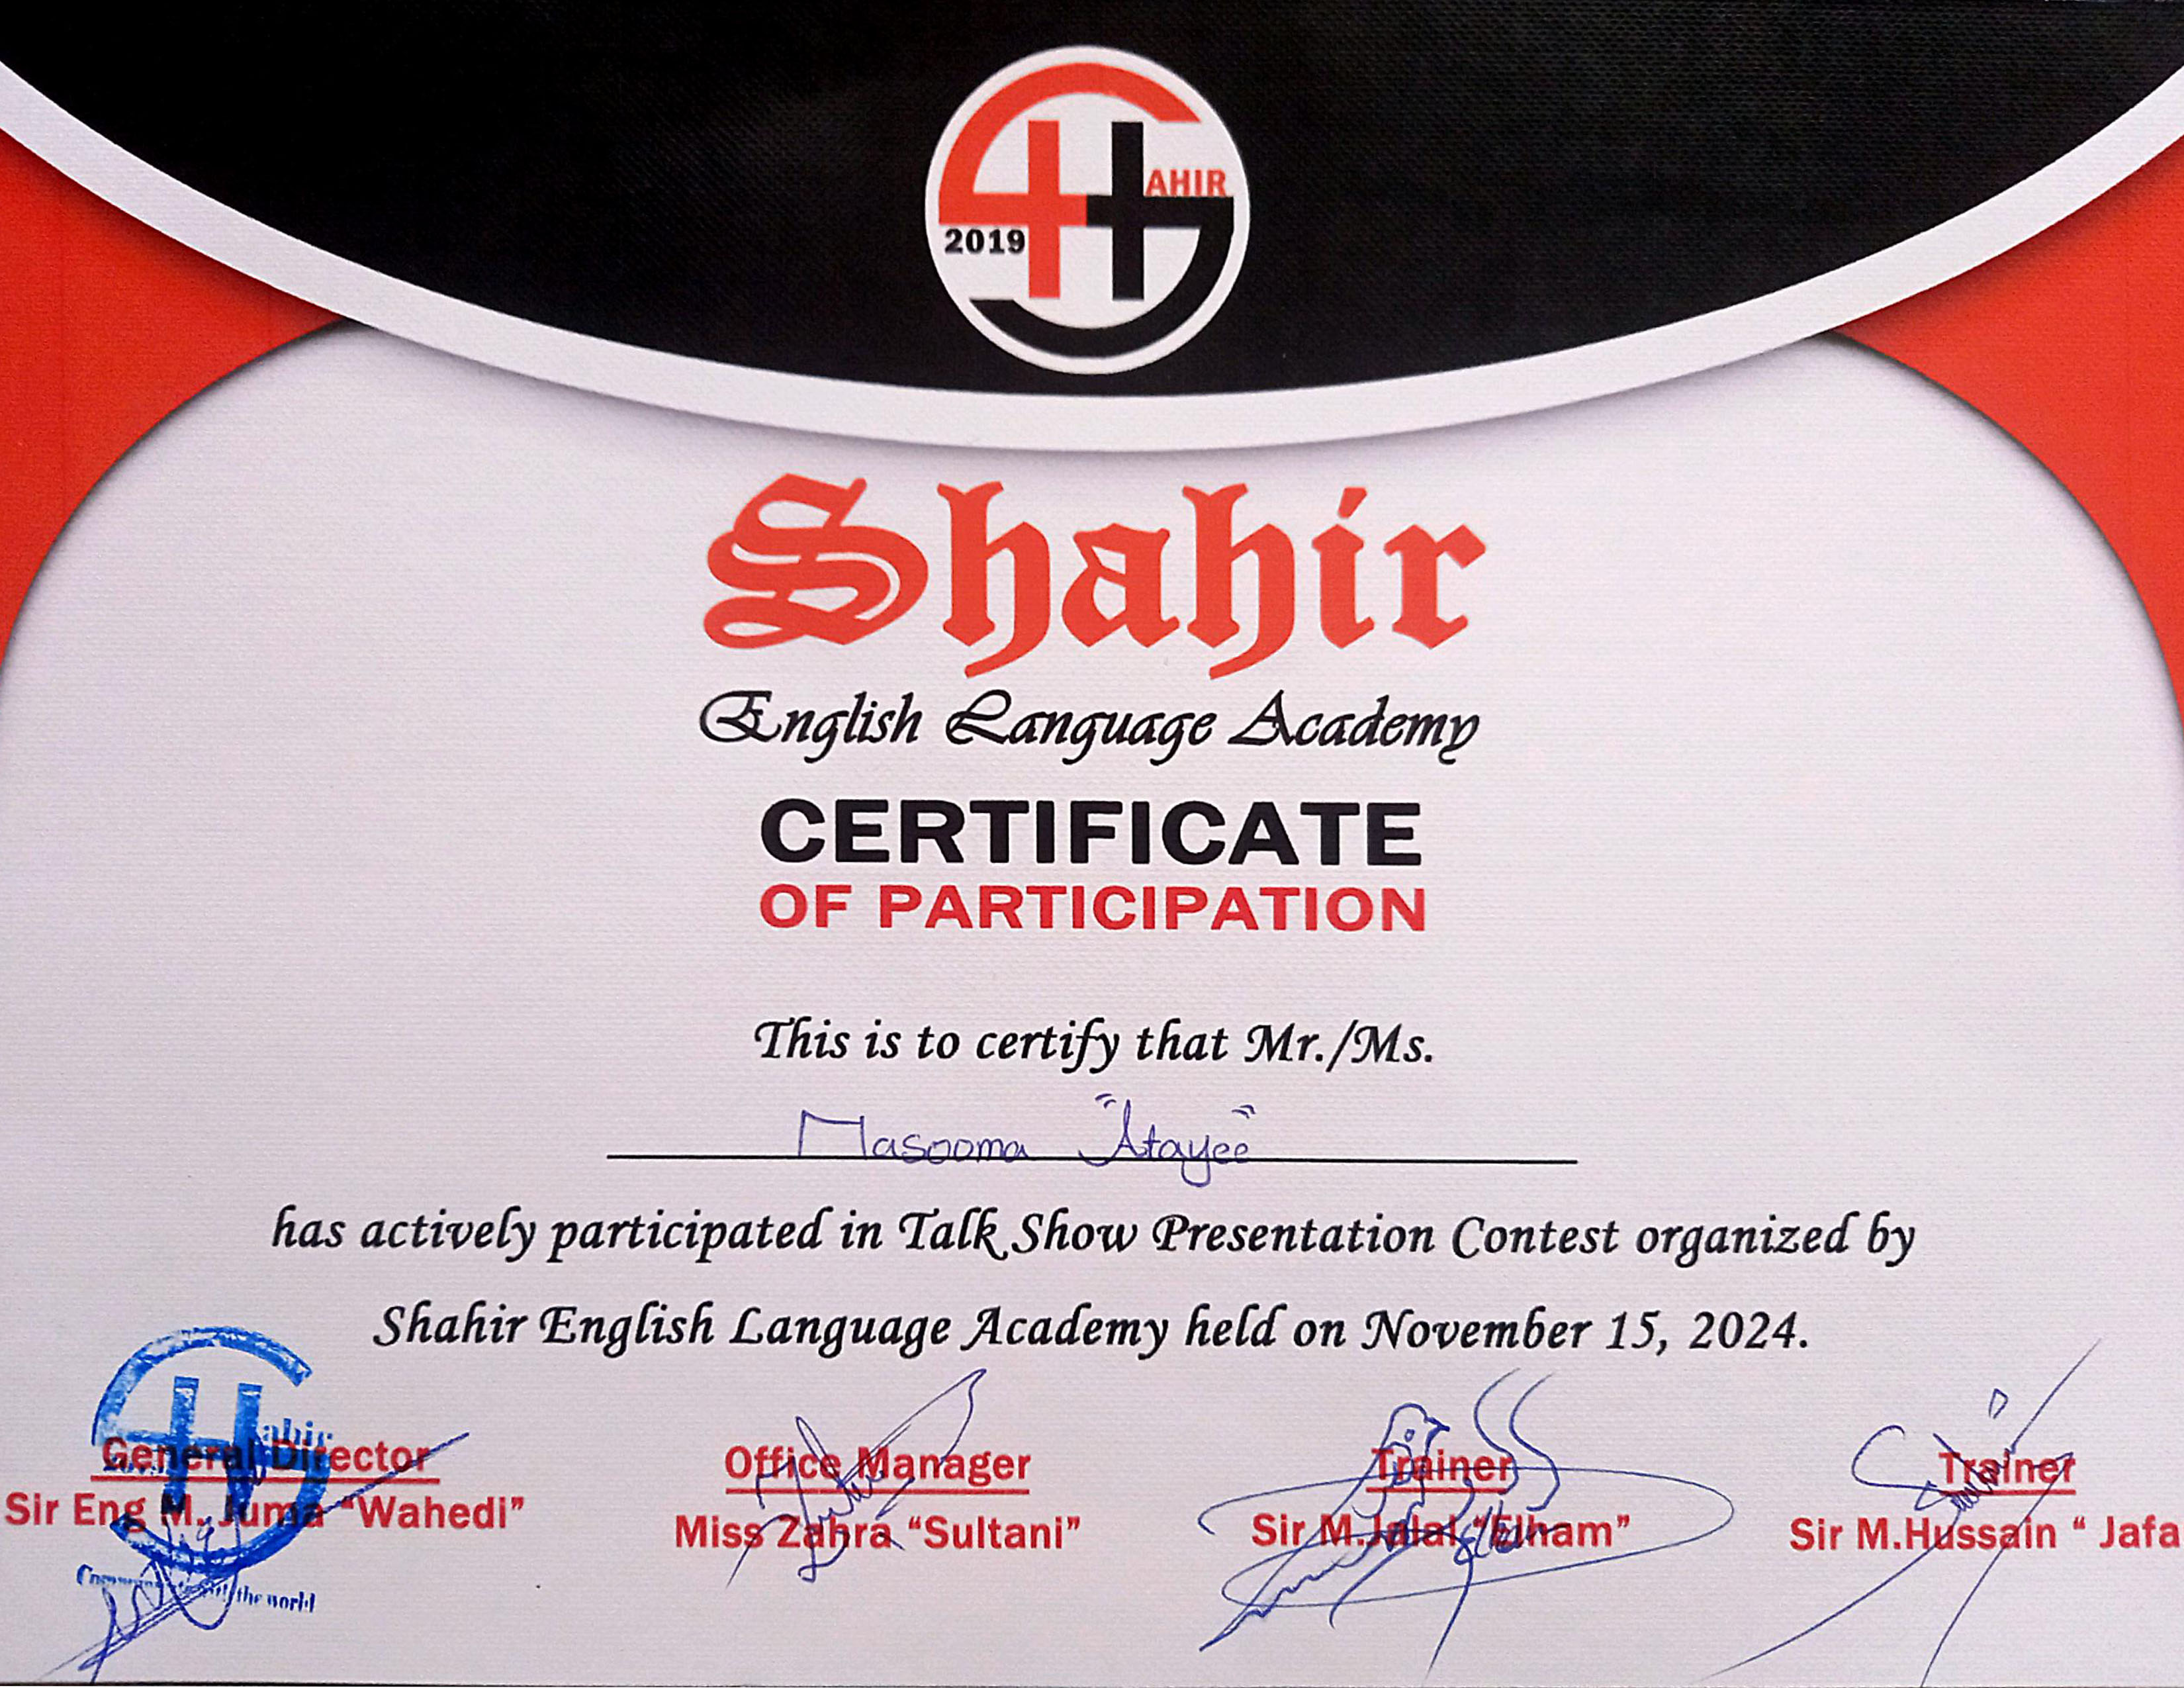 AHIR
2019
Shahir
English Language Academy
CERTIFICATE
OF PARTICIPATION
This is to certify that Mr./Ms.
Masooma "Atayee"
has actively participated in Talk Show Presentation Contest organized by
Shahir English Language Academy held on November 15, 2024.
General Director
Sir Eng M. Juma "Wahedi"
Office Manager
Miss Zahra "Sultani"
Trainer
Sir M.Jalal "Elham"
Trainer
Sir M.Hussain " Jafa
ahir
the world